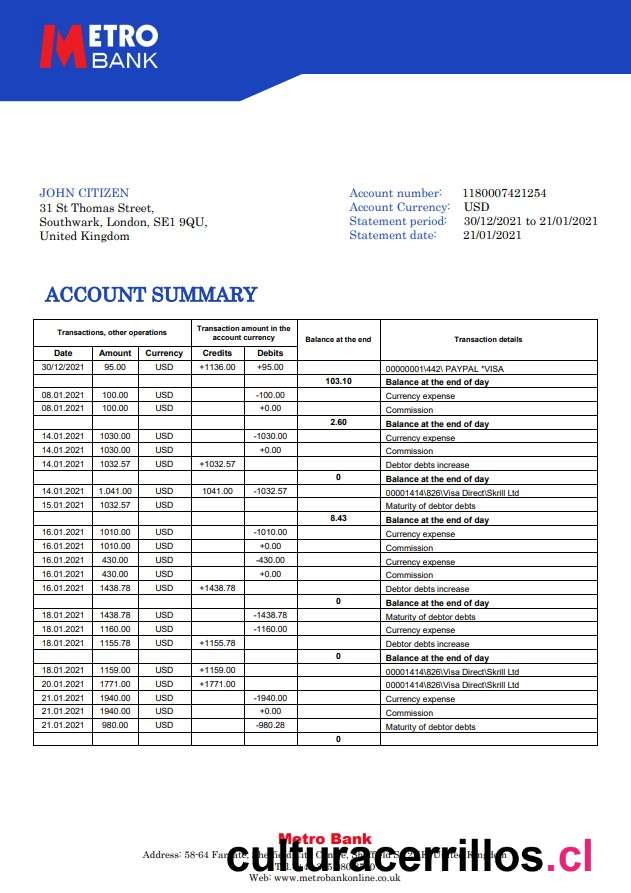 METRO
BANK
JOHN CITIZEN
31 St Thomas Street,
Southwark, London, SE1 9QU,
United Kingdom
Account number: 1180007421254
Account Currency: USD
Statement period: 30/12/2021 to 21/01/2021
Statement date: 21/01/2021
ACCOUNT SUMMARY
Transactions, other operations Transaction amount in the account currency Balance at the end Transaction details
Date Amount Currency Credits Debits
30/12/2021 95.00 USD +1136.00 +95.00 00000001\442\ PAYPAL *VISA
103.10 Balance at the end of day
08.01.2021 100.00 USD -100.00 Currency expense
08.01.2021 100.00 USD +0.00 Commission
2.60 Balance at the end of day
14.01.2021 1030.00 USD -1030.00 Currency expense
14.01.2021 1030.00 USD +0.00 Commission
14.01.2021 1032.57 USD +1032.57 Debtor debts increase
0 Balance at the end of day
14.01.2021 1.041.00 USD 1041.00 -1032.57 00001414\826\Visa Direct\Skrill Ltd
15.01.2021 1032.57 USD Maturity of debtor debts
8.43 Balance at the end of day
16.01.2021 1010.00 USD -1010.00 Currency expense
16.01.2021 1010.00 USD +0.00 Commission
16.01.2021 430.00 USD -430.00 Currency expense
16.01.2021 430.00 USD +0.00 Commission
16.01.2021 1438.78 USD +1438.78 Debtor debts increase
0 Balance at the end of day
18.01.2021 1438.78 USD -1438.78 Maturity of debtor debts
18.01.2021 1160.00 USD -1160.00 Currency expense
18.01.2021 1155.78 USD +1155.78 Debtor debts increase
0 Balance at the end of day
18.01.2021 1159.00 USD +1159.00 00001414\826\Visa Direct\Skrill Ltd
20.01.2021 1771.00 USD +1771.00 00001414\826\Visa Direct\Skrill Ltd
21.01.2021 1940.00 USD -1940.00 Currency expense
21.01.2021 1940.00 USD +0.00 Commission
21.01.2021 980.00 USD -980.28 Maturity of debtor debts
0
Metro Bank
Address: 58-64
culturacerrillos.cl
Web: www.metrobankonline.co.uk